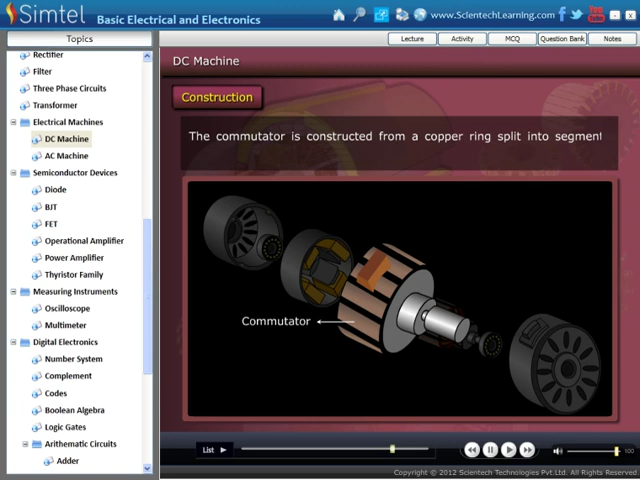 Simtel Basic Electrical and Electronics
www.ScientechLearning.com
You
Tube
Topics
Lecture
Activity
MCQ
Question Bank
Notes
Rectifier
Filter
Three Phase Circuits
Transformer
Electrical Machines
DC Machine
AC Machine
Semiconductor Devices
Diode
BJT
FET
Operational Amplifier
Power Amplifier
Thyristor Family
Measuring Instruments
Oscilloscope
Multimeter
Digital Electronics
Number System
Complement
Codes
Boolean Algebra
Logic Gates
Arithematic Circuits
Adder
DC Machine
Construction
The commutator is constructed from a copper ring split into segment
Commutator
List
100
Copyright © 2012 Scientech Technologies Pvt.Ltd. All Rights Reserved.